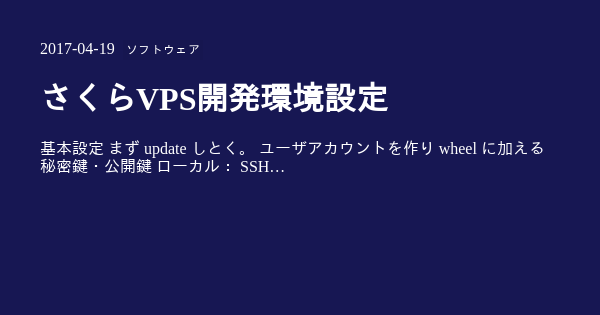 2017-04-19 ソフトウェア
さくらVPS開発環境設定
基本設定 まず update しとく。 ユーザアカウントを作り wheel に加える
秘密鍵・公開鍵 ローカル： SSH…